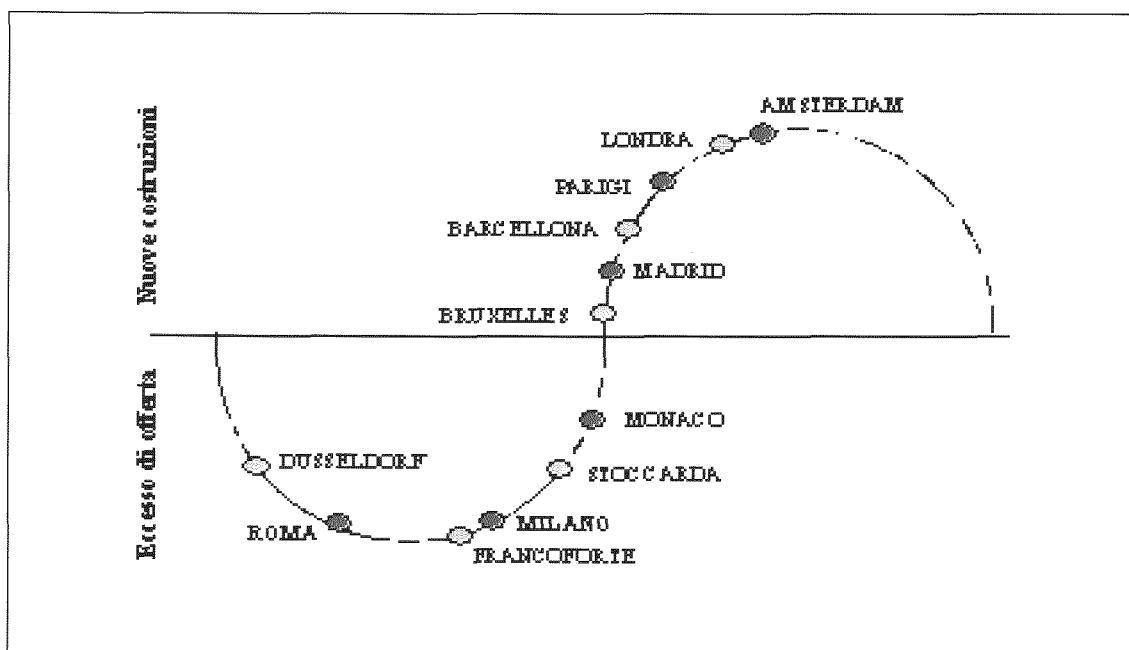 Nuove costruzioni
AMSTERDAM
LONDRA
PARIGI
BARCELLONA
MADRID
BRUXELLES
Eccesso di offerta
MONACO
DUSSELDORF
STOCCARDA
ROMA
MILANO
FRANCOFORTE